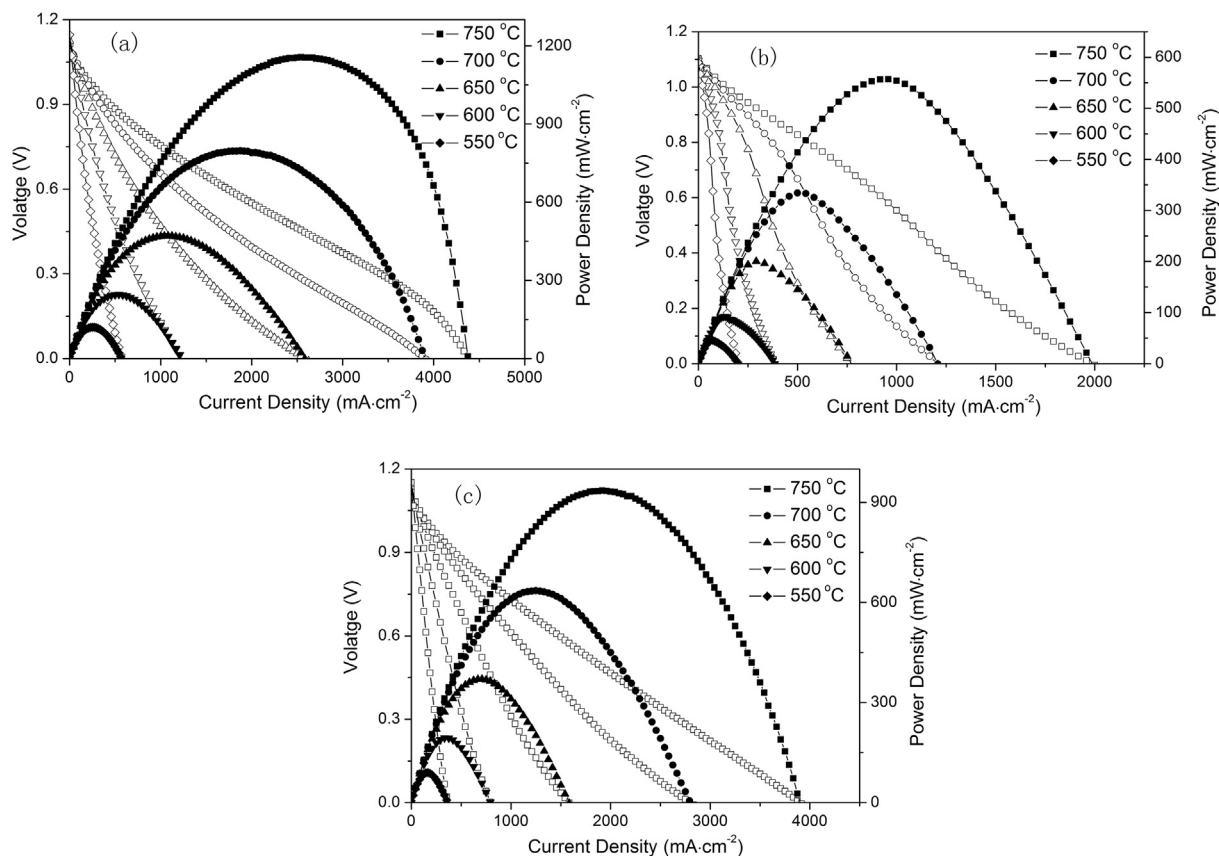 (a)
750 °C
700 °C
650 °C
600 °C
550 °C
1.2
0.9
0.6
0.3
0.0
Volatge (V)
1200
900
600
300
0
Power Density (mW·cm-2)
0 1000 2000 3000 4000 5000
Current Density (mA·cm-2)
(b)
750 °C
700 °C
650 °C
600 °C
550 °C
1.2
1.0
0.8
0.6
0.4
0.2
0.0
Volatge (V)
600
500
400
300
200
100
0
Power Density (mW·cm-2)
0 500 1000 1500 2000
Current Density (mA·cm-2)
(c)
750 °C
700 °C
650 °C
600 °C
550 °C
1.2
0.9
0.6
0.3
0.0
Volatge (V)
900
600
300
0
Power Density (mW·cm-2)
0 1000 2000 3000 4000
Current Density (mA·cm-2)